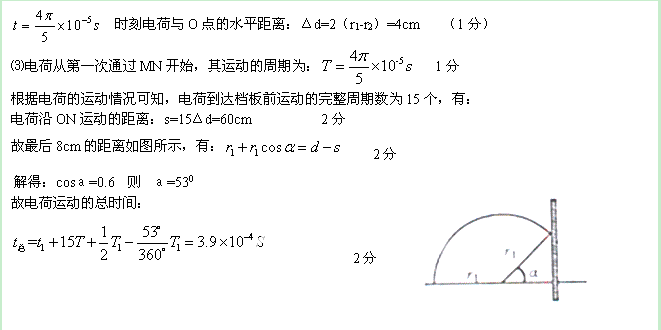 t=4π/5×10⁻⁵s 时刻电荷与O点的水平距离：Δd=2（r₁-r₂）=4cm （1分）
⑶电荷从第一次通过MN开始，其运动的周期为：T=4π/5×10⁻⁵s 1分
根据电荷的运动情况可知，电荷到达档板前运动的完整周期数为15个，有：
电荷沿ON运动的距离：s=15Δd=60cm 2分
故最后8cm的距离如图所示，有：r₁+r₁cosα=d-s 2分
解得：cosα=0.6 则 α=53⁰
故电荷运动的总时间：
t总=t₁+15T+1/2T₁-53°/360°T₁=3.9×10⁻⁴S 2分
r₁ r₁ α